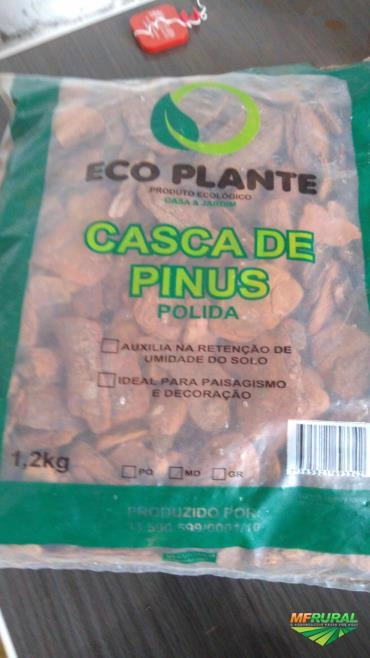 ECO PLANTE
PRODUTO ECOLÓGICO
CASA & JARDIM
CASCA DE
PINUS
POLIDA
AUXILIA NA RETENÇÃO DE
UMIDADE DO SOLO
IDEAL PARA PAISAGISMO
E DECORAÇÃO
1,2kg
PQ MD GR
PRODUZIDO POR:
MFRURAL